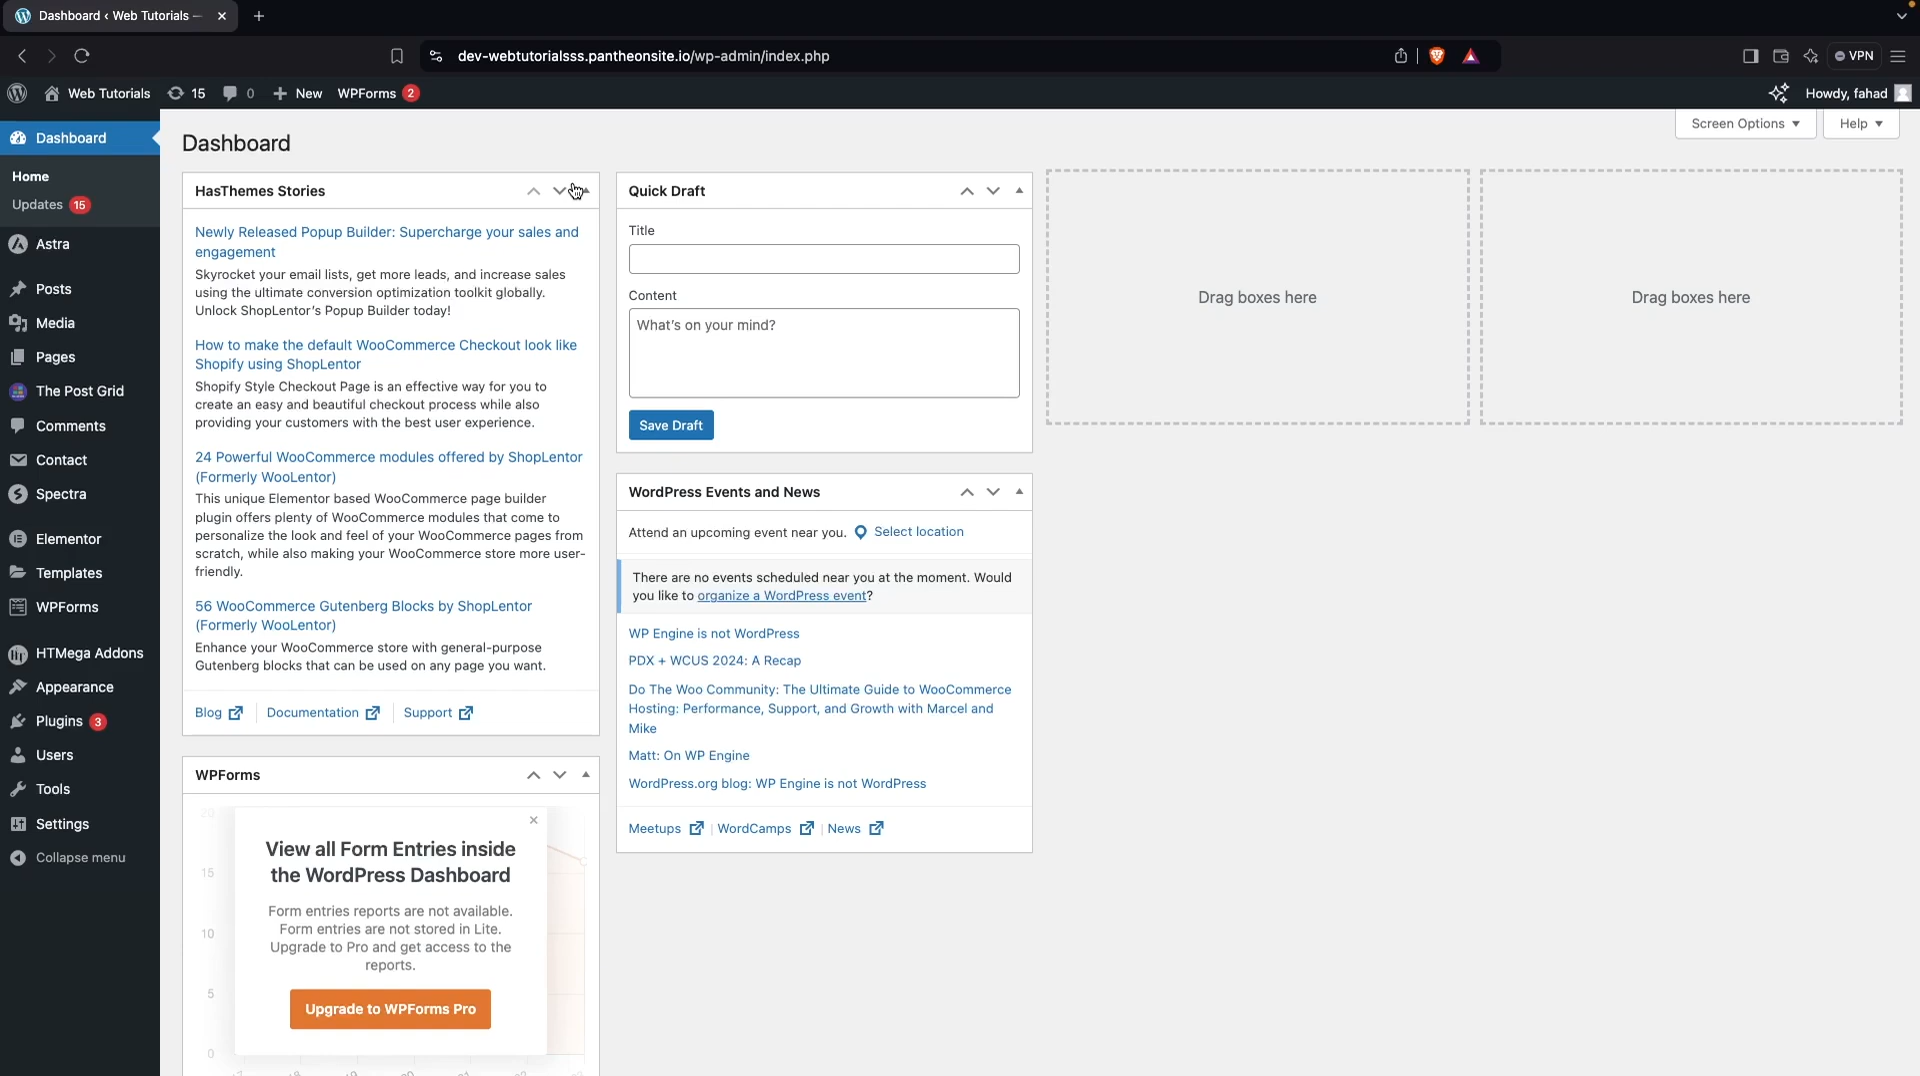 Dashboard ‹ Web Tutorials –
dev-webtutorialsss.pantheonsite.io/wp-admin/index.php
VPN
Web Tutorials 15 0 New WPForms 2
Howdy, fahad
Screen Options
Help
Dashboard
Home
Updates 15
Astra
Posts
Media
Pages
The Post Grid
Comments
Contact
Spectra
Elementor
Templates
WPForms
HTMega Addons
Appearance
Plugins 3
Users
Tools
Settings
Collapse menu
Dashboard
HasThemes Stories
Newly Released Popup Builder: Supercharge your sales and
engagement
Skyrocket your email lists, get more leads, and increase sales
using the ultimate conversion optimization toolkit globally.
Unlock ShopLentor's Popup Builder today!
How to make the default WooCommerce Checkout look like
Shopify using ShopLentor
Shopify Style Checkout Page is an effective way for you to
create an easy and beautiful checkout process while also
providing your customers with the best user experience.
24 Powerful WooCommerce modules offered by ShopLentor
(Formerly WooLentor)
This unique Elementor based WooCommerce page builder
plugin offers plenty of WooCommerce modules that come to
personalize the look and feel of your WooCommerce pages from
scratch, while also making your WooCommerce store more user-
friendly.
56 WooCommerce Gutenberg Blocks by ShopLentor
(Formerly WooLentor)
Enhance your WooCommerce store with general-purpose
Gutenberg blocks that can be used on any page you want.
Blog
Documentation
Support
WPForms
20
15
10
5
0
View all Form Entries inside
the WordPress Dashboard
Form entries reports are not available.
Form entries are not stored in Lite.
Upgrade to Pro and get access to the
reports.
Upgrade to WPForms Pro
Quick Draft
Title
Content
What's on your mind?
Save Draft
WordPress Events and News
Attend an upcoming event near you. Select location
There are no events scheduled near you at the moment. Would
you like to organize a WordPress event?
WP Engine is not WordPress
PDX + WCUS 2024: A Recap
Do The Woo Community: The Ultimate Guide to WooCommerce
Hosting: Performance, Support, and Growth with Marcel and
Mike
Matt: On WP Engine
WordPress.org blog: WP Engine is not WordPress
Meetups
WordCamps
News
Drag boxes here
Drag boxes here